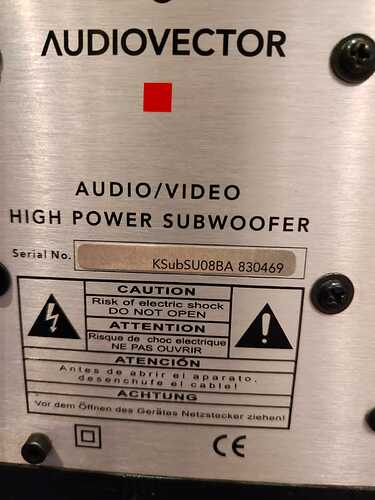 AUDIOVECTOR
AUDIO/VIDEO
HIGH POWER SUBWOOFER
Serial No. KSubSU08BA 830469
CAUTION
Risk of electric shock
DO NOT OPEN
ATTENTION
Risque de choc electrique
NE PAS OUVRIR
ATENCIÓN
Antes de abrir el aparato,
desenchufe el cable!
ACHTUNG
Vor dem Öffnen des Gerätes Netzstecker ziehen!
CE